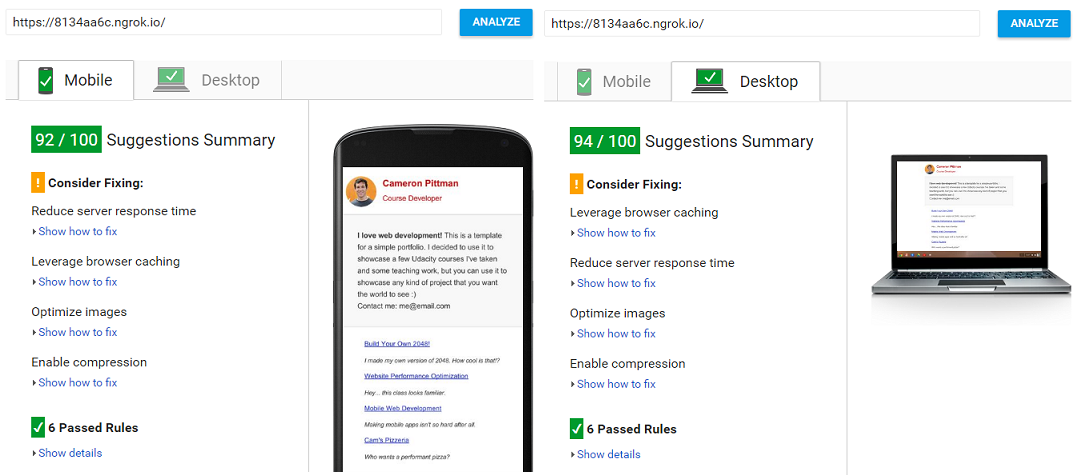 https://8134aa6c.ngrok.io/
ANALYZE
Mobile
Desktop
92 / 100 Suggestions Summary
! Consider Fixing:
Reduce server response time
Show how to fix
Leverage browser caching
Show how to fix
Optimize images
Show how to fix
Enable compression
Show how to fix
6 Passed Rules
Show details
Cameron Pittman
Course Developer
I love web development! This is a template
for a simple portfolio. I decided to use it to
showcase a few Udacity courses I've taken
and some teaching work, but you can use it to
showcase any kind of project that you want
the world to see :)
Contact me: me@email.com
Build Your Own 2048!
I made my own version of 2048. How cool is that!?
Website Performance Optimization
Hey... this class looks familiar.
Mobile Web Development
Making mobile apps isn't so hard after all.
Cam's Pizzeria
Who wants a performant pizza?
https://8134aa6c.ngrok.io/
ANALYZE
Mobile
Desktop
94 / 100 Suggestions Summary
! Consider Fixing:
Leverage browser caching
Show how to fix
Reduce server response time
Show how to fix
Optimize images
Show how to fix
Enable compression
Show how to fix
6 Passed Rules
Show details
Cameron Pittman
Course Developer